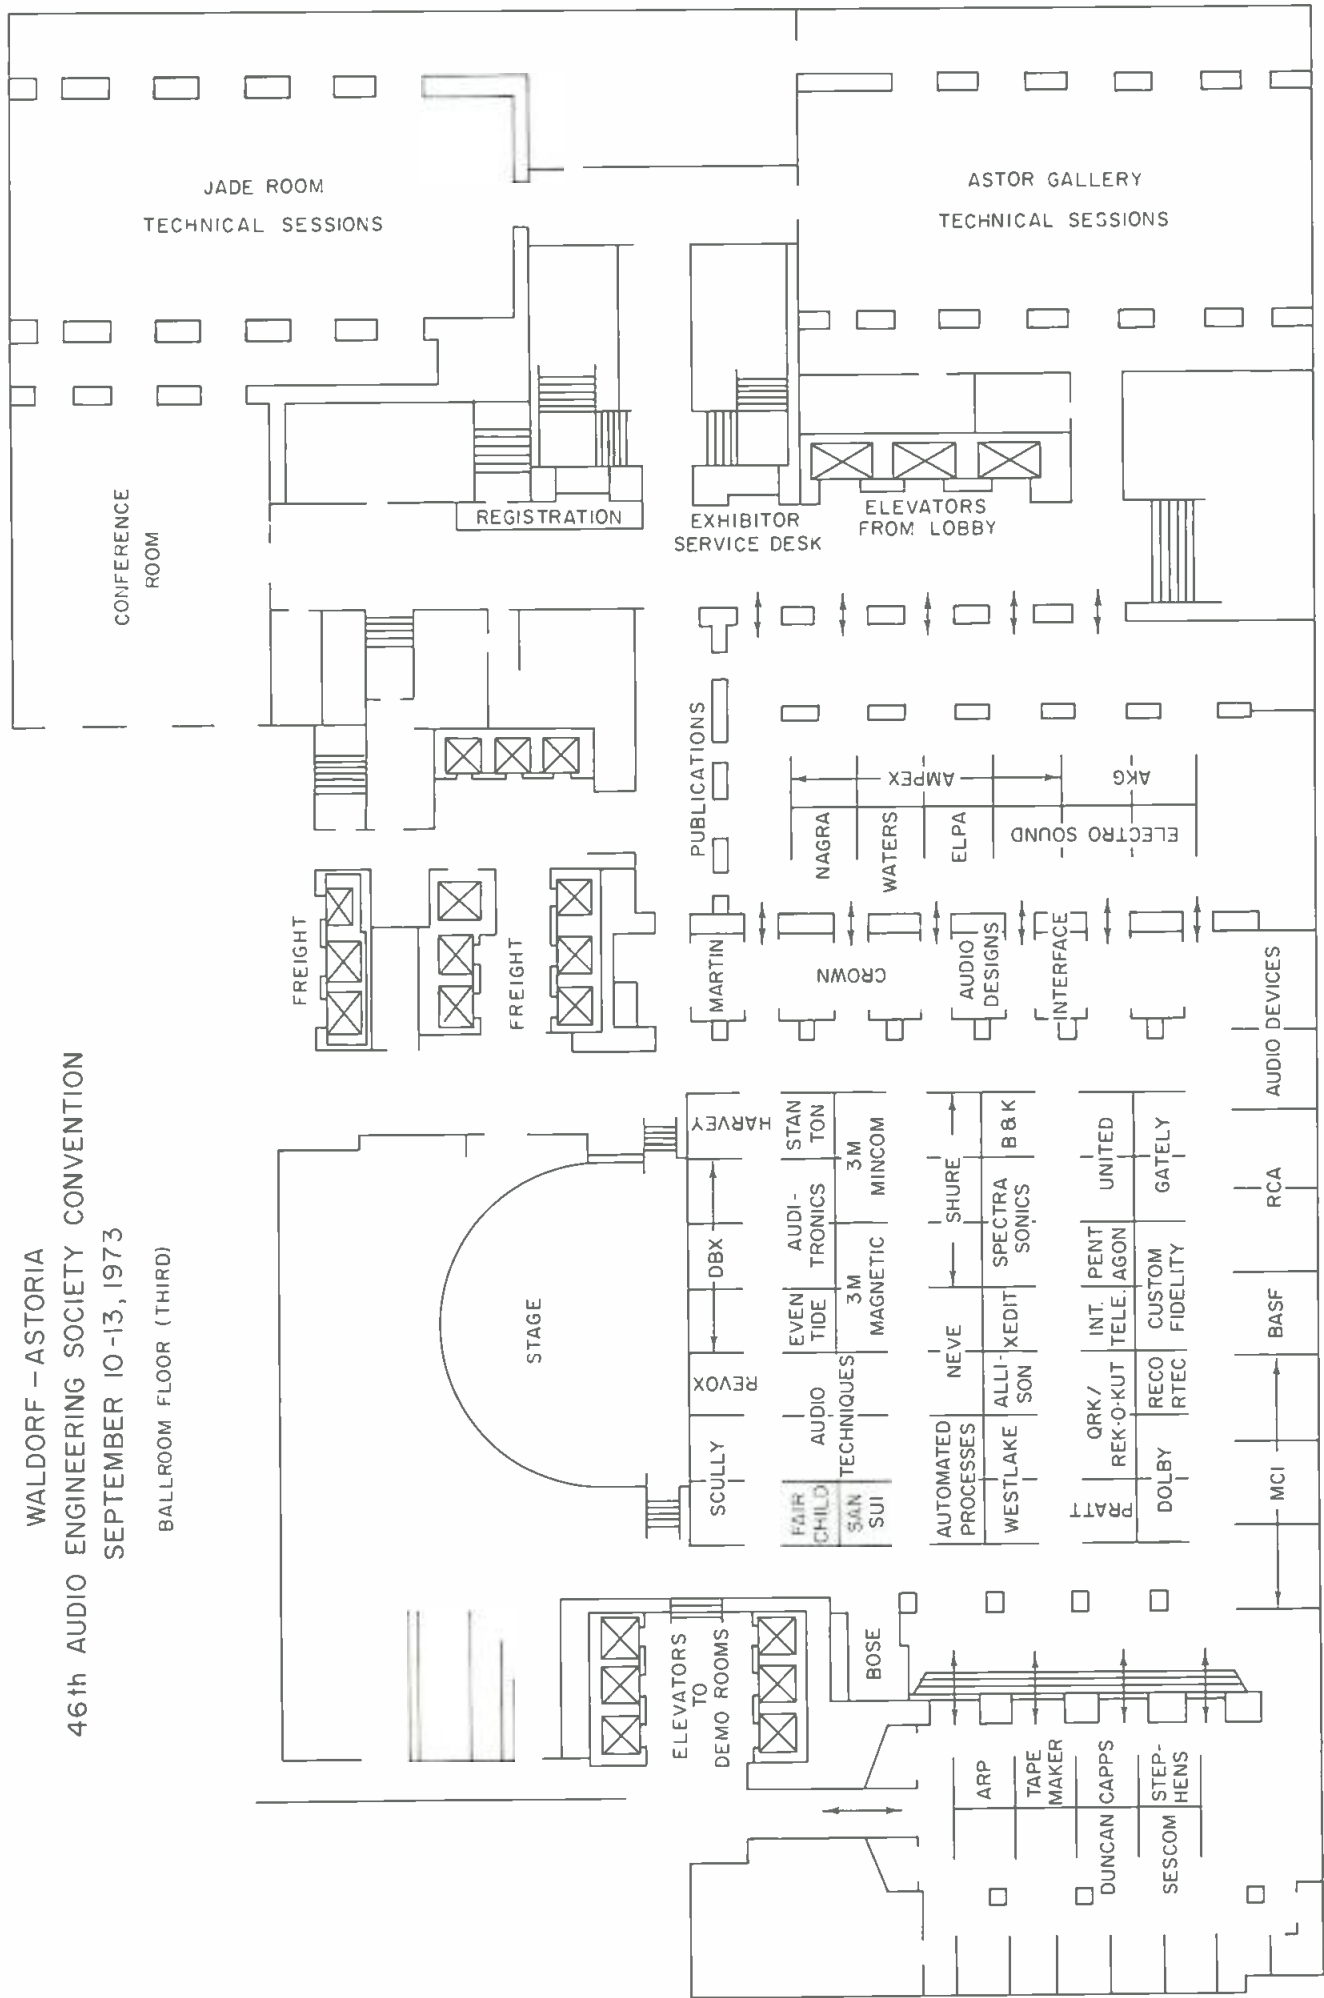 WALDORF-ASTORIA
46th AUDIO ENGINEERING SOCIETY CONVENTION
SEPTEMBER 10-13, 1973
BALLROOM FLOOR (THIRD)
JADE ROOM
TECHNICAL SESSIONS
ASTOR GALLERY
TECHNICAL SESSIONS
CONFERENCE
ROOM
REGISTRATION
EXHIBITOR
SERVICE DESK
ELEVATORS
FROM LOBBY
PUBLICATIONS
AMPEX
AKG
NAGRA
WATERS
ELPA
ELECTRO SOUND
FREIGHT
FREIGHT
MARTIN
CROWN
AUDIO
DESIGNS
INTERFACE
AUDIO DEVICES
STAGE
HARVEY
DBX
REVOX
SCULLY
STAN
TON
AUDI-
TRONICS
EVEN
TIDE
AUDIO
TECHNIQUES
FAIR
CHILD
3M
MINCOM
3M
MAGNETIC
SAN
SUI
SHURE
NEVE
AUTOMATED
PROCESSES
B&K
SPECTRA
SONICS
XEDIT
ALLI-
SON
WESTLAKE
UNITED
PENT
AGON
INT.
TELE.
QRK/
REK-O-KUT
PRATT
GATELY
CUSTOM
FIDELITY
RECO
RTEC
DOLBY
RCA
BASF
MCI
ELEVATORS
TO
DEMO ROOMS
BOSE
ARP
TAPE
MAKER
CAPPS
STEP-
HENS
DUNCAN
SESCOM